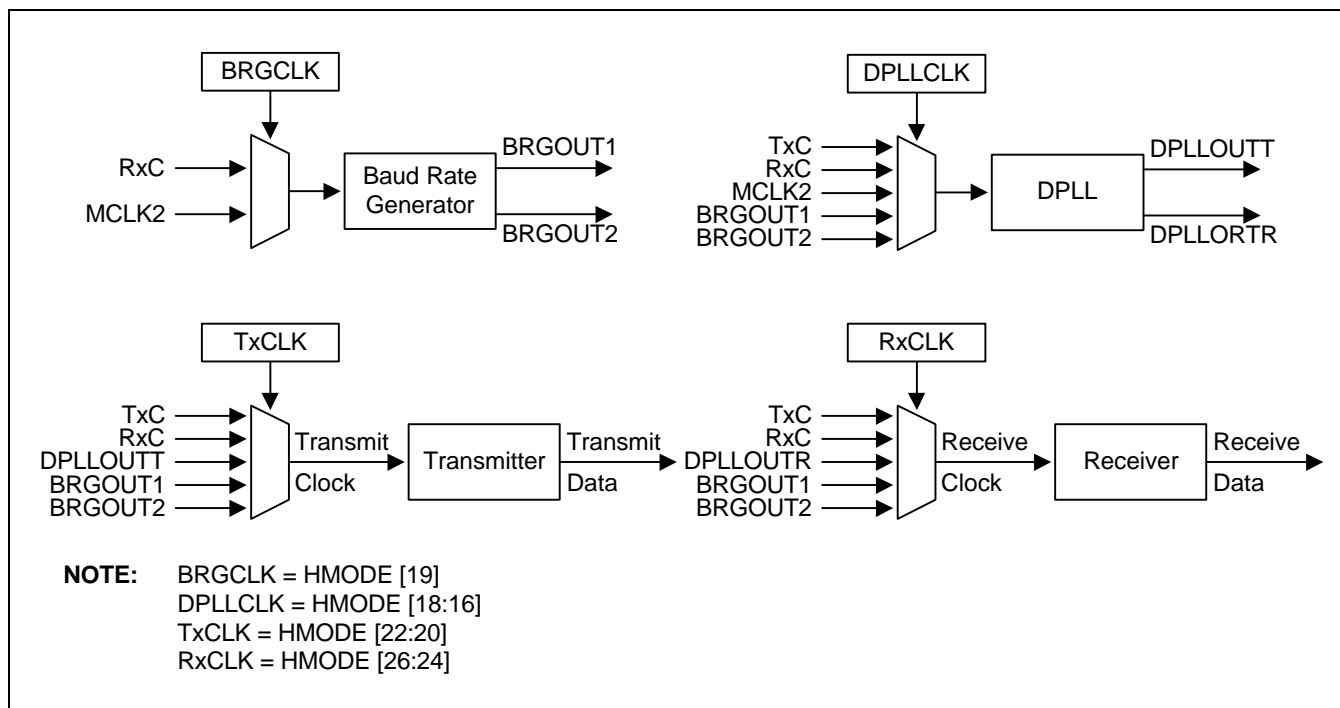 BRGCLK
RxC
MCLK2
Baud Rate
Generator
BRGOUT1
BRGOUT2
DPLLCLK
TxC
RxC
MCLK2
BRGOUT1
BRGOUT2
DPLL
DPLLOUTT
DPLLORTR
TxCLK
TxC
RxC
DPLLOUTT
BRGOUT1
BRGOUT2
Transmit
Clock
Transmitter
Transmit
Data
RxCLK
TxC
RxC
DPLLOUTR
BRGOUT1
BRGOUT2
Receive
Clock
Receiver
Receive
Data
NOTE: BRGCLK = HMODE [19]
DPLLCLK = HMODE [18:16]
TxCLK = HMODE [22:20]
RxCLK = HMODE [26:24]